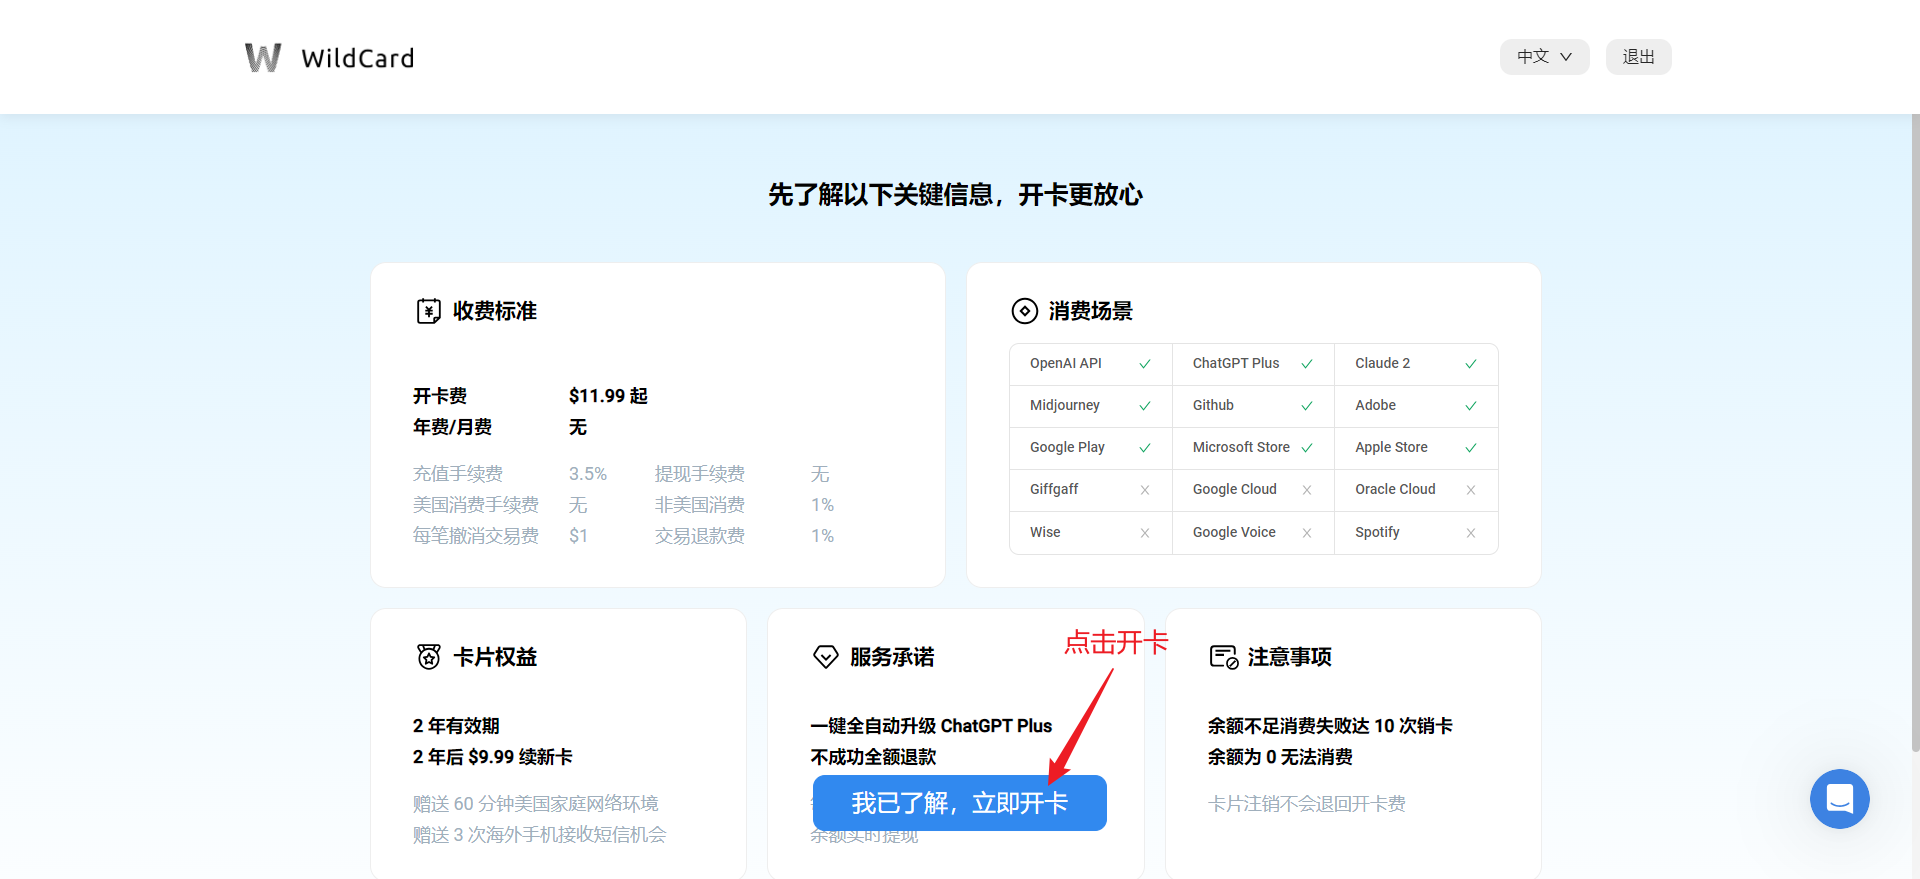 WildCard
中文
退出
先了解以下关键信息，开卡更放心
收费标准
开卡费 $11.99 起
年费/月费 无
充值手续费 3.5% 提现手续费 无
美国消费手续费 无 非美国消费 1%
每笔撤消交易费 $1 交易退款费 1%
消费场景
OpenAI API ChatGPT Plus Claude 2
Midjourney Github Adobe
Google Play Microsoft Store Apple Store
Giffgaff Google Cloud Oracle Cloud
Wise Google Voice Spotify
卡片权益
2 年有效期
2 年后 $9.99 续新卡
赠送 60 分钟美国家庭网络环境
赠送 3 次海外手机接收短信机会
服务承诺
点击开卡
一键全自动升级 ChatGPT Plus
不成功全额退款
我已了解，立即开卡
余额实时提现
注意事项
余额不足消费失败达 10 次销卡
余额为 0 无法消费
卡片注销不会退回开卡费